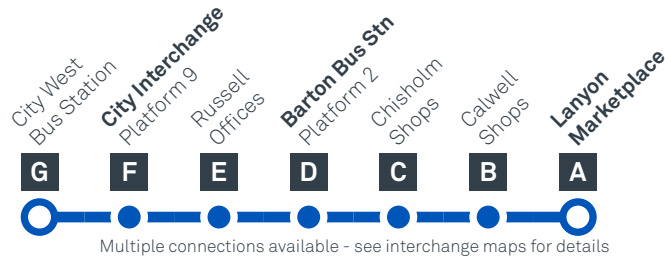 City West
Bus Station
City Interchange
Platform 9
Russell
Offices
Barton Bus Stn
Platform 2
Chisholm
Shops
Calwell
Shops
Lanyon
Marketplace
G F E D C B A
Multiple connections available - see interchange maps for details